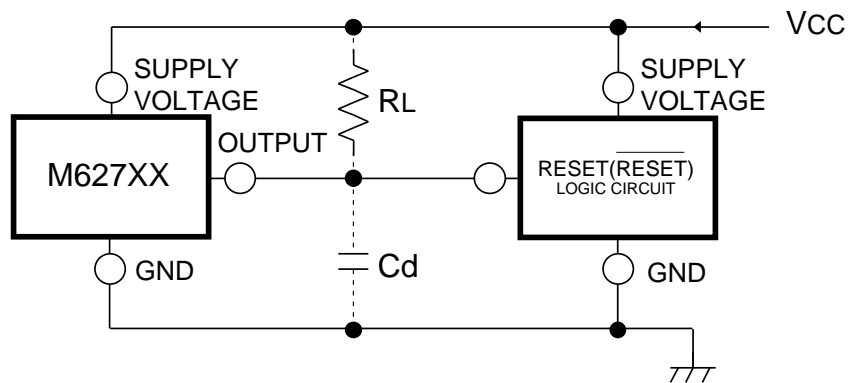 VCC
SUPPLY
VOLTAGE
RL
SUPPLY
VOLTAGE
OUTPUT
M627XX
RESET(RESET)
LOGIC CIRCUIT
Cd
GND
GND